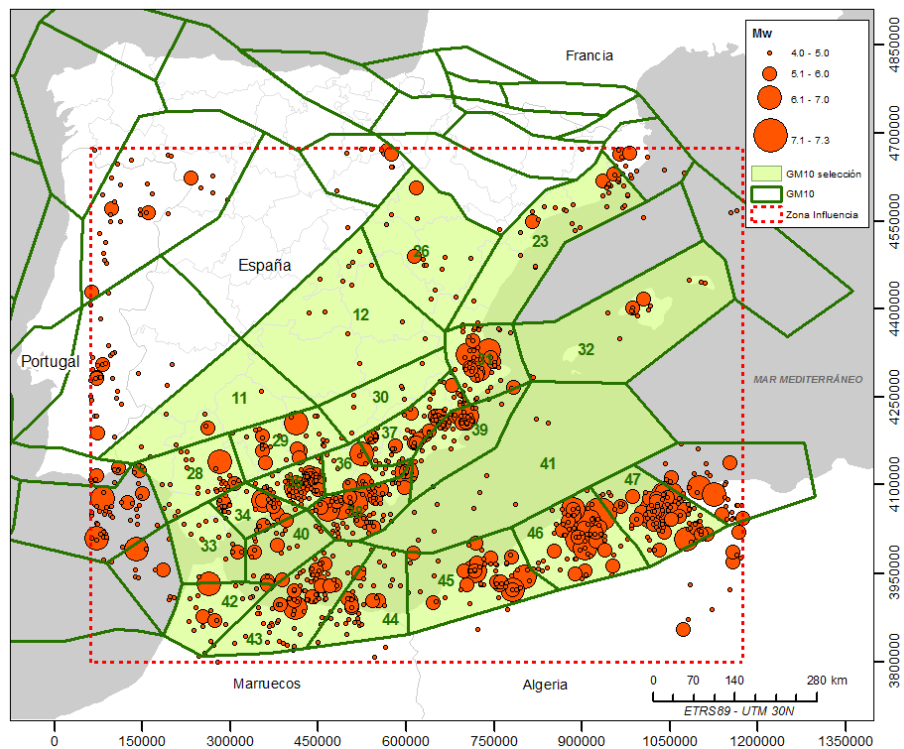 Mw
4.0 - 5.0
5.1 - 6.0
6.1 - 7.0
7.1 - 7.3
GM10 selección
GM10
Zona Influencia
Francia
España
Portugal
MAR MEDITERRÁNEO
Marruecos
Algeria
26
23
12
32
11
30
39
37
29
36
28
41
47
34
40
46
33
45
42
44
43
0 70 140 280 km
ETRS89 - UTM 30N
4850000
4700000
4550000
4400000
4250000
4100000
3950000
3800000
0 150000 300000 450000 600000 750000 900000 1050000 1200000 1350000